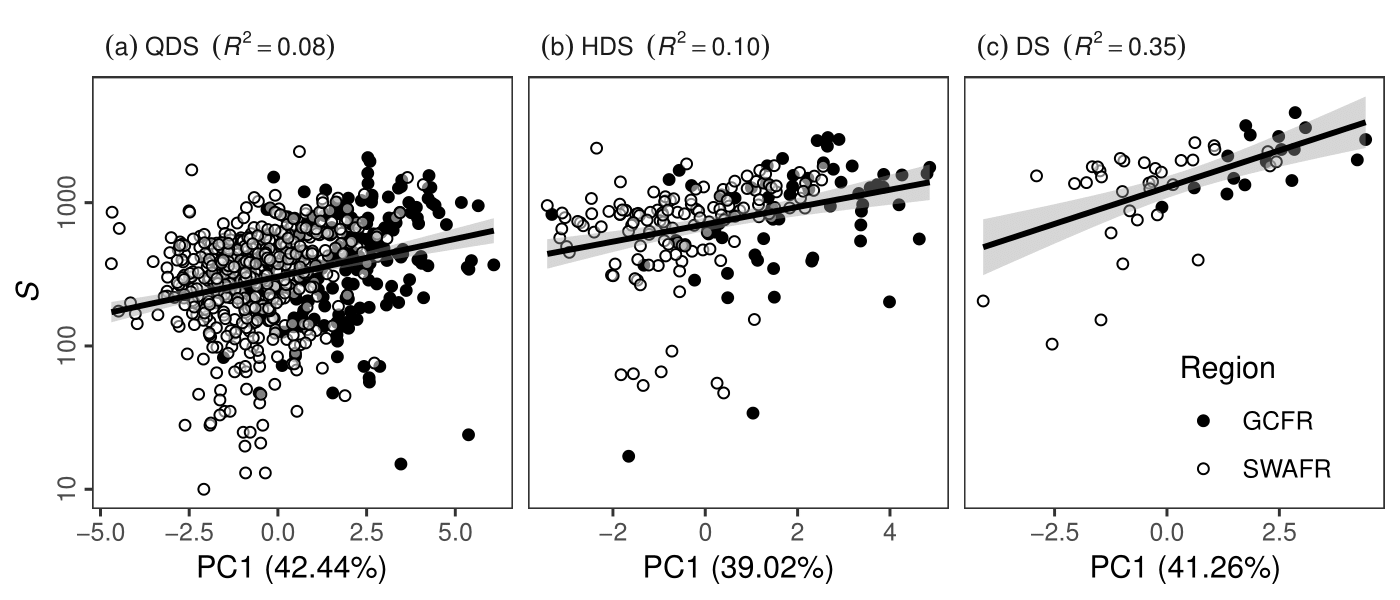 (a) QDS (R² = 0.08)
(b) HDS (R² = 0.10)
(c) DS (R² = 0.35)
S
1000
100
10
Region
GCFR
SWAFR
−5.0 −2.5 0.0 2.5 5.0
−2 0 2 4
−2.5 0.0 2.5
PC1 (42.44%)
PC1 (39.02%)
PC1 (41.26%)